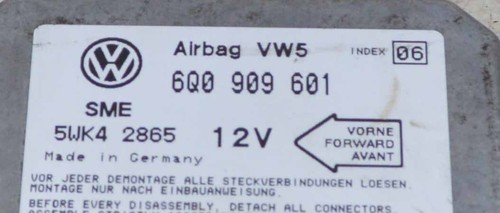 Airbag VW5 INDEX 06
6Q0 909 601
SME
5WK4 2865 12V
VORNE
FORWARD
AVANT
Made in Germany
VOR JEDER DEMONTAGE ALLE STECKVERBINDUNGEN LOESEN.
MONTAGE NUR NACH EINBAUANWEISUNG.
BEFORE EVERY DISASSEMBLY, DETACH ALL CONNECTORS